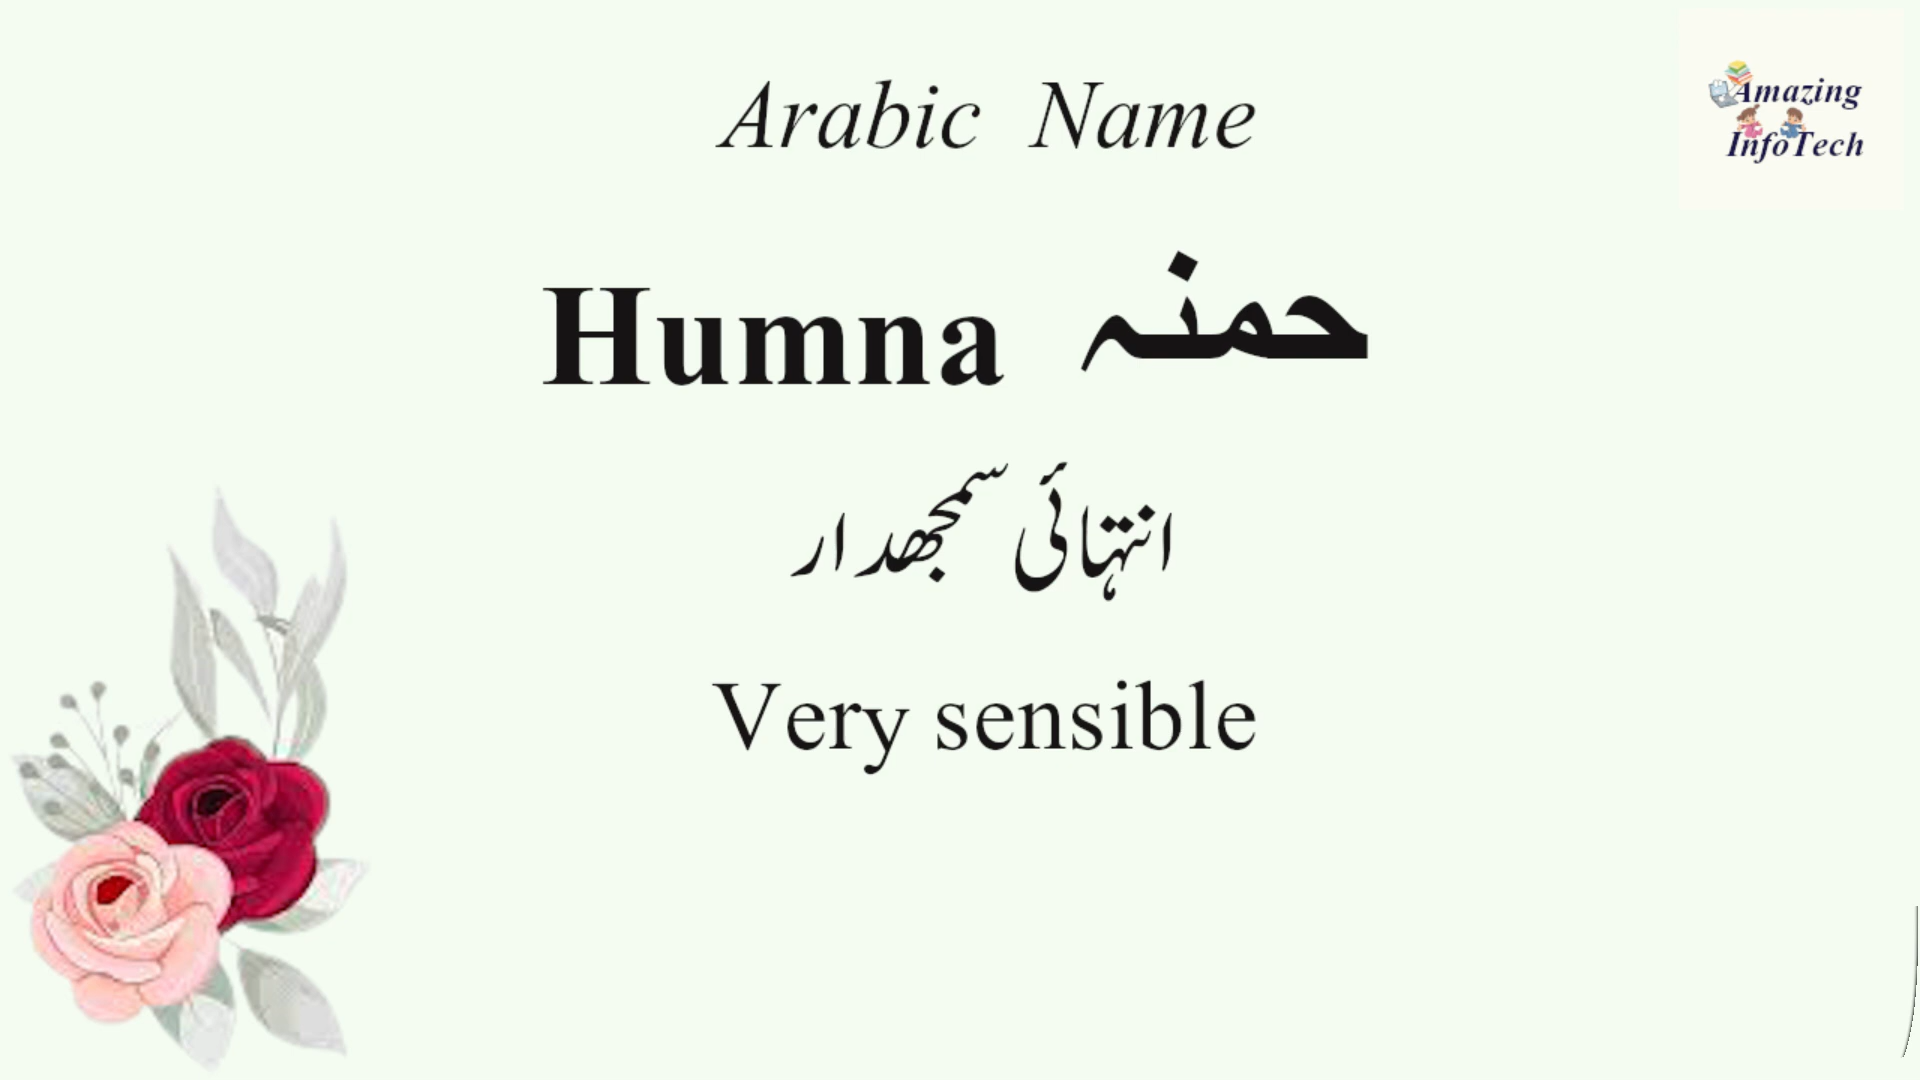 Arabic Name
Amazing
InfoTech
Humna حمنہ
انتہائی سمجھدار
Very sensible